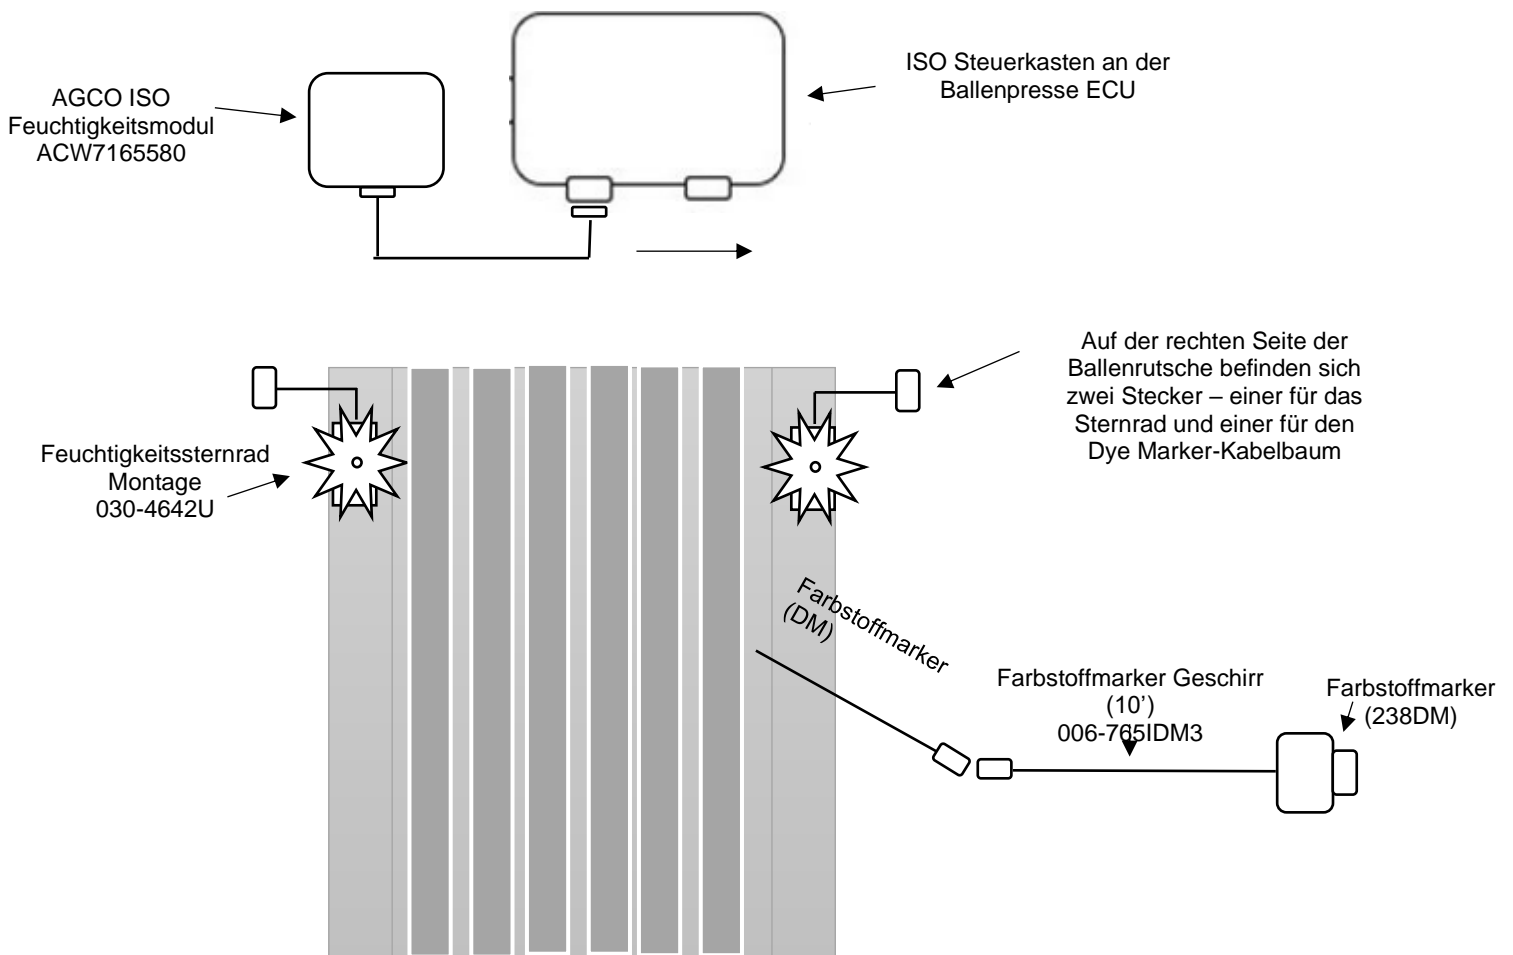 ISO Steuerkasten an der
Ballenpresse ECU
AGCO ISO
Feuchtigkeitsmodul
ACW7165580
Auf der rechten Seite der
Ballenrutsche befinden sich
zwei Stecker – einer für das
Sternrad und einer für den
Dye Marker-Kabelbaum
Feuchtigkeitssternrad
Montage
030-4642U
Farbstoffmarker
(DM)
Farbstoffmarker Geschirr
(10’)
006-765IDM3
Farbstoffmarker
(238DM)